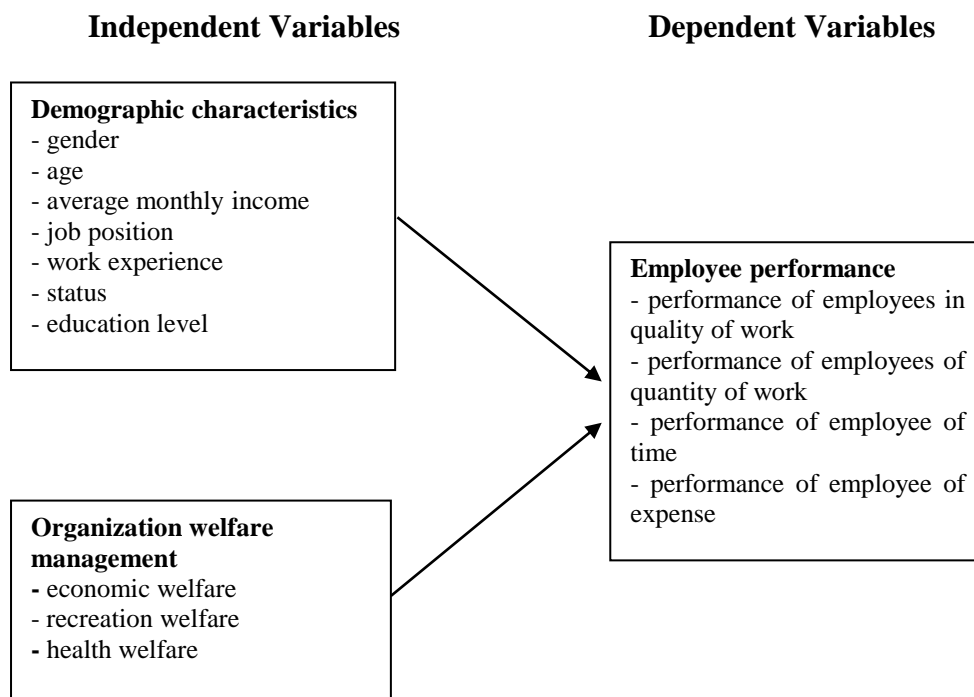 Independent Variables
Dependent Variables
Demographic characteristics
- gender
- age
- average monthly income
- job position
- work experience
- status
- education level
Organization welfare
management
- economic welfare
- recreation welfare
- health welfare
Employee performance
- performance of employees in
quality of work
- performance of employees of
quantity of work
- performance of employee of
time
- performance of employee of
expense